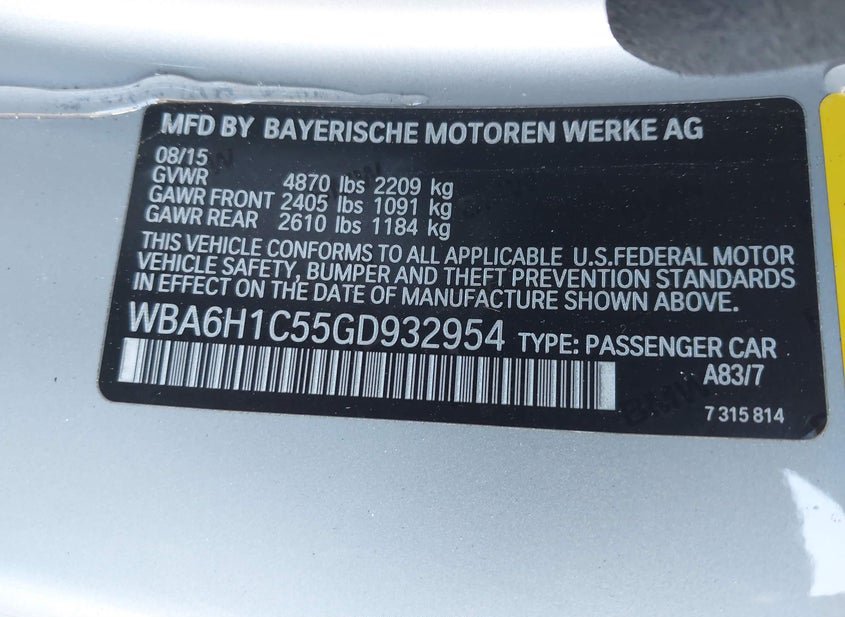 MFD BY BAYERISCHE MOTOREN WERKE AG
08/15
GVWR 4870 lbs 2209 kg
GAWR FRONT 2405 lbs 1091 kg
GAWR REAR 2610 lbs 1184 kg
THIS VEHICLE CONFORMS TO ALL APPLICABLE U.S.FEDERAL MOTOR
VEHICLE SAFETY, BUMPER AND THEFT PREVENTION STANDARDS
IN EFFECT ON THE DATE OF MANUFACTURE SHOWN ABOVE.
WBA6H1C55GD932954 TYPE: PASSENGER CAR
A83/7
BMW
7 315 814